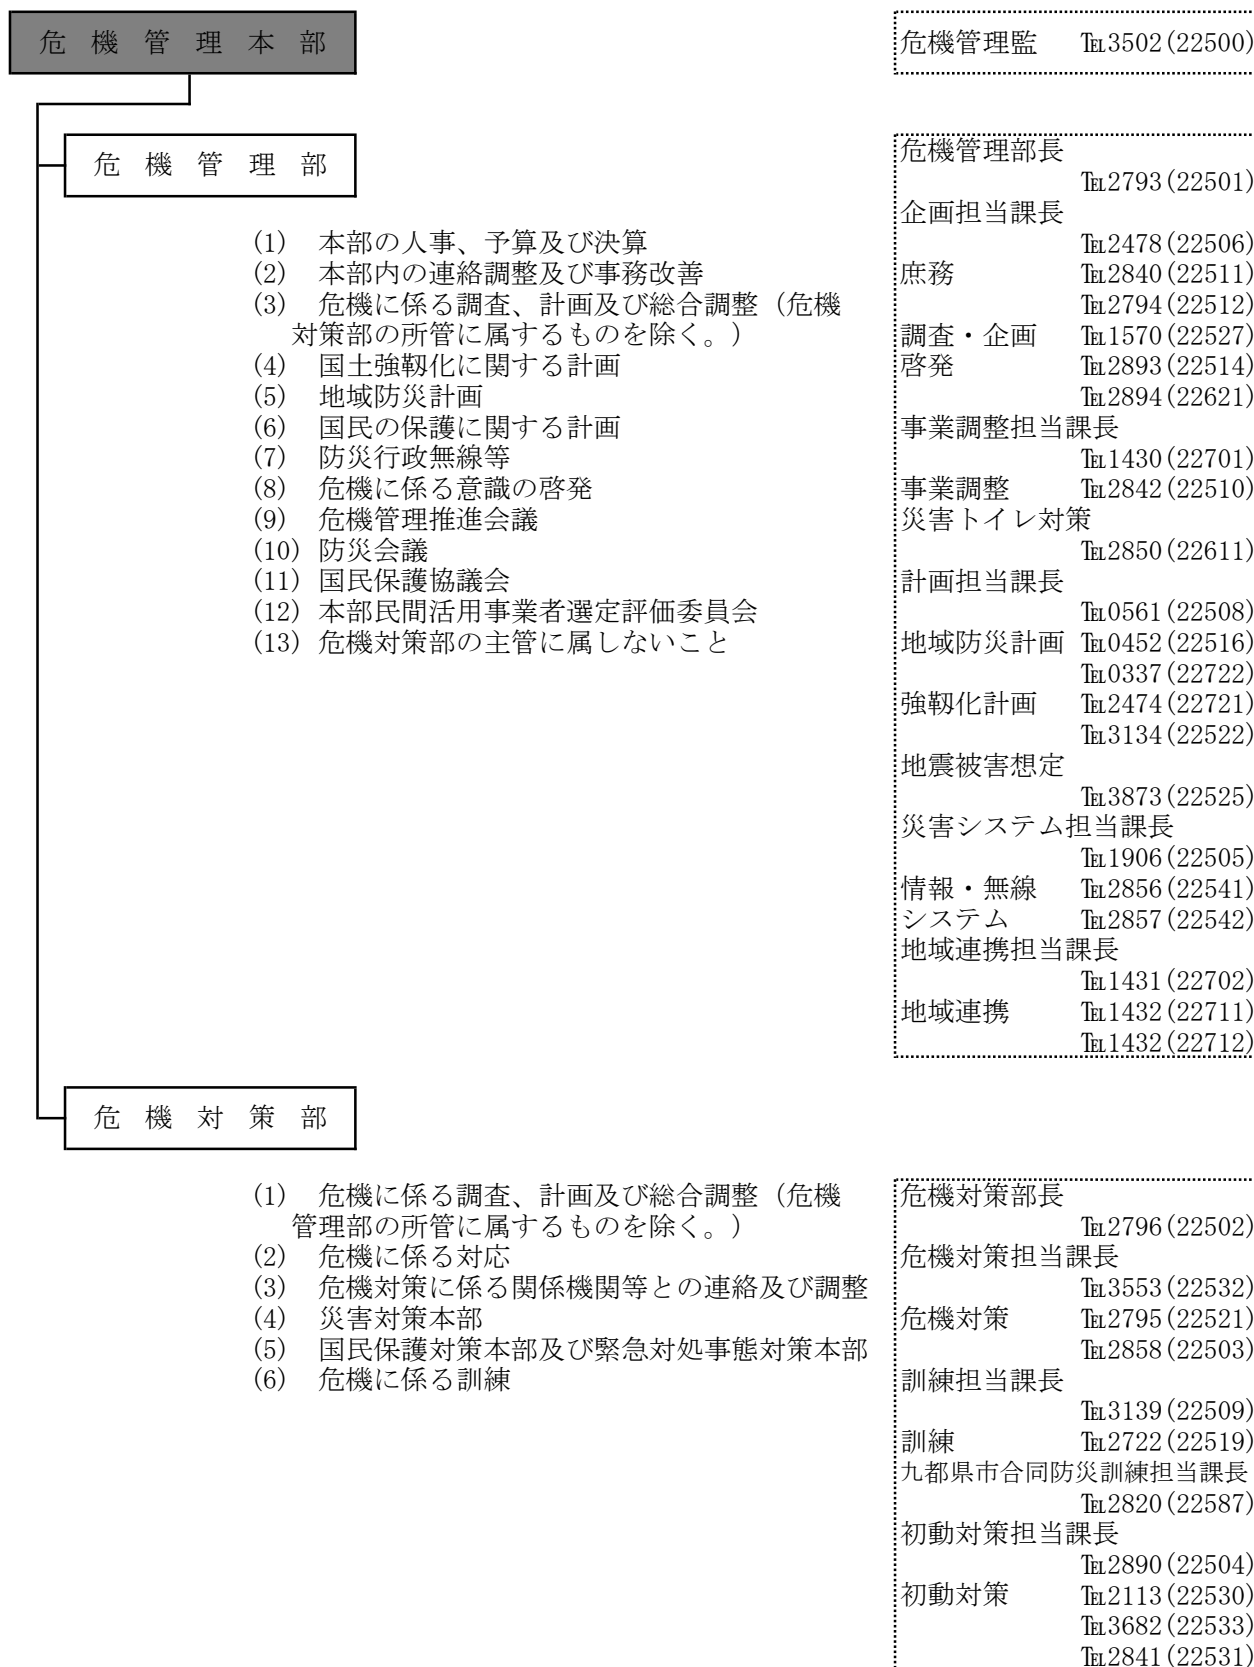 危機管理本部
危機管理監 ℡3502(22500)
危機管理部
(1) 本部の人事、予算及び決算
(2) 本部内の連絡調整及び事務改善
(3) 危機に係る調査、計画及び総合調整（危機
対策部の所管に属するものを除く。）
(4) 国土強靱化に関する計画
(5) 地域防災計画
(6) 国民の保護に関する計画
(7) 防災行政無線等
(8) 危機に係る意識の啓発
(9) 危機管理推進会議
(10) 防災会議
(11) 国民保護協議会
(12) 本部民間活用事業者選定評価委員会
(13) 危機対策部の主管に属しないこと
危機管理部長
℡2793(22501)
企画担当課長
℡2478(22506)
庶務 ℡2840(22511)
℡2794(22512)
調査・企画 ℡1570(22527)
啓発 ℡2893(22514)
℡2894(22621)
事業調整担当課長
℡1430(22701)
事業調整 ℡2842(22510)
災害トイレ対策
℡2850(22611)
計画担当課長
℡0561(22508)
地域防災計画 ℡0452(22516)
℡0337(22722)
強靱化計画 ℡2474(22721)
℡3134(22522)
地震被害想定
℡3873(22525)
災害システム担当課長
℡1906(22505)
情報・無線 ℡2856(22541)
システム ℡2857(22542)
地域連携担当課長
℡1431(22702)
地域連携 ℡1432(22711)
℡1432(22712)
危機対策部
(1) 危機に係る調査、計画及び総合調整（危機
管理部の所管に属するものを除く。）
(2) 危機に係る対応
(3) 危機対策に係る関係機関等との連絡及び調整
(4) 災害対策本部
(5) 国民保護対策本部及び緊急対処事態対策本部
(6) 危機に係る訓練
危機対策部長
℡2796(22502)
危機対策担当課長
℡3553(22532)
危機対策 ℡2795(22521)
℡2858(22503)
訓練担当課長
℡3139(22509)
訓練 ℡2722(22519)
九都県市合同防災訓練担当課長
℡2820(22587)
初動対策担当課長
℡2890(22504)
初動対策 ℡2113(22530)
℡3682(22533)
℡2841(22531)